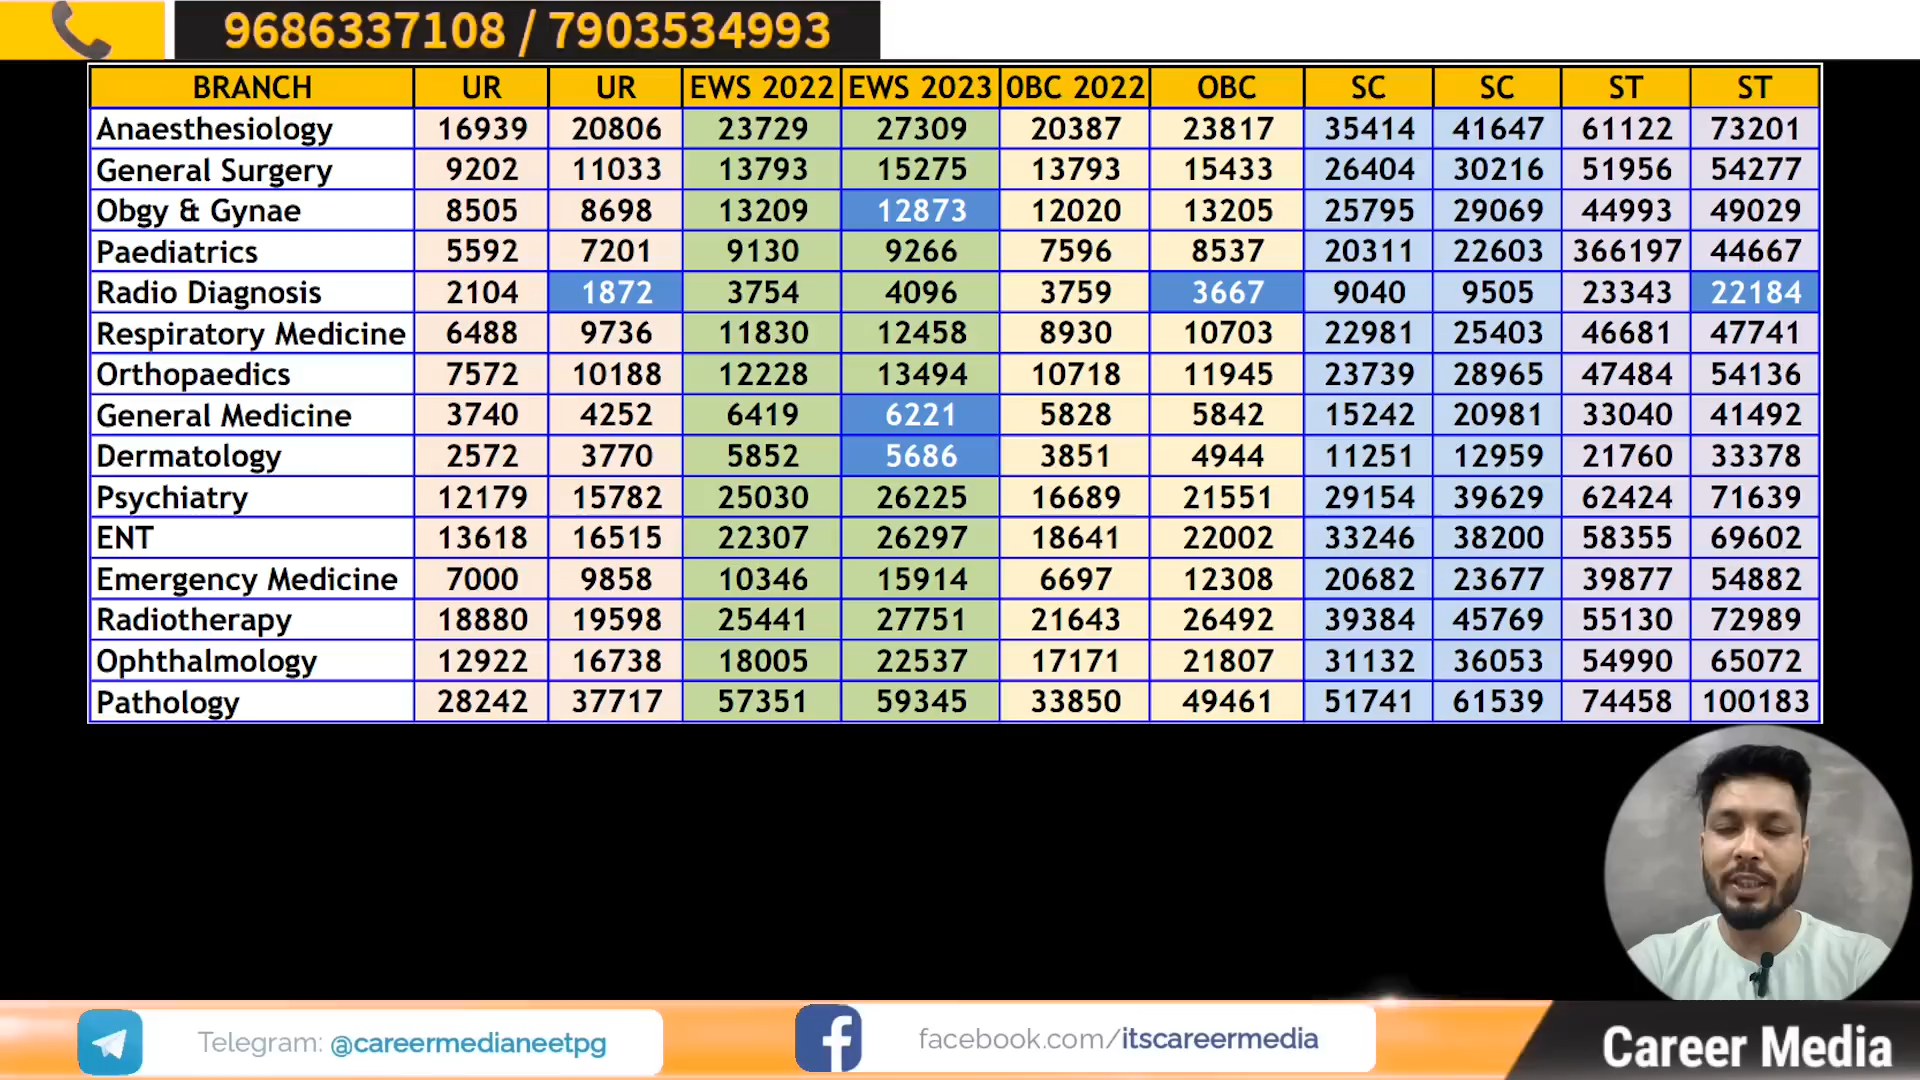 9686337108 / 7903534993
BRANCH UR UR EWS 2022 EWS 2023 0BC 2022 OBC SC SC ST ST
Anaesthesiology 16939 20806 23729 27309 20387 23817 35414 41647 61122 73201
General Surgery 9202 11033 13793 15275 13793 15433 26404 30216 51956 54277
Obgy & Gynae 8505 8698 13209 12873 12020 13205 25795 29069 44993 49029
Paediatrics 5592 7201 9130 9266 7596 8537 20311 22603 366197 44667
Radio Diagnosis 2104 1872 3754 4096 3759 3667 9040 9505 23343 22184
Respiratory Medicine 6488 9736 11830 12458 8930 10703 22981 25403 46681 47741
Orthopaedics 7572 10188 12228 13494 10718 11945 23739 28965 47484 54136
General Medicine 3740 4252 6419 6221 5828 5842 15242 20981 33040 41492
Dermatology 2572 3770 5852 5686 3851 4944 11251 12959 21760 33378
Psychiatry 12179 15782 25030 26225 16689 21551 29154 39629 62424 71639
ENT 13618 16515 22307 26297 18641 22002 33246 38200 58355 69602
Emergency Medicine 7000 9858 10346 15914 6697 12308 20682 23677 39877 54882
Radiotherapy 18880 19598 25441 27751 21643 26492 39384 45769 55130 72989
Ophthalmology 12922 16738 18005 22537 17171 21807 31132 36053 54990 65072
Pathology 28242 37717 57351 59345 33850 49461 51741 61539 74458 100183
Telegram: @careermedianeetpg
facebook.com/itscareermedia
Career Media